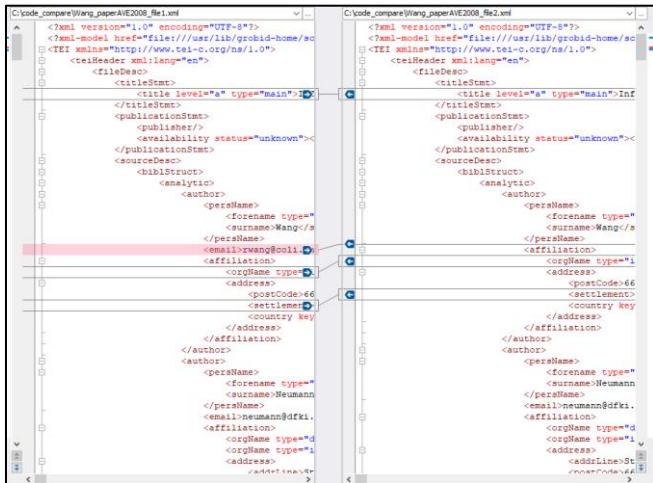 C:\code_compare\Wang_paperAVE2008_file1.xml
<?xml version="1.0" encoding="UTF-8"?>
<?xml-model href="file:///usr/lib/grobid-home/sc
<TEI xmlns="http://www.tei-c.org/ns/1.0">
<teiHeader xml:lang="en">
<fileDesc>
<titleStmt>
<title level="a" type="main">
</titleStmt>
<publicationStmt>
<publisher/>
<availability status="unknown"><
</publicationStmt>
<sourceDesc>
<biblStruct>
<analytic>
<author>
<persName>
<forename type="
<surname>Wang</s
</persName>
<email>rwang@coli.
<affiliation>
<orgName type=
<address>
<postCode>66
<settlement>
<country key
</address>
</affiliation>
</author>
<author>
<persName>
<forename type="
<surname>Neumann
</persName>
<email>neumann@dfki.
<affiliation>
<orgName type="d
<orgName type="i
<address>
<addrLine>St
C:\code_compare\Wang_paperAVE2008_file2.xml
<?xml version="1.0" encoding="UTF-8"?>
<?xml-model href="file:///usr/lib/grobid-home/sc
<TEI xmlns="http://www.tei-c.org/ns/1.0">
<teiHeader xml:lang="en">
<fileDesc>
<titleStmt>
<title level="a" type="main">Inf
</titleStmt>
<publicationStmt>
<publisher/>
<availability status="unknown"><
</publicationStmt>
<sourceDesc>
<biblStruct>
<analytic>
<author>
<persName>
<forename type="
<surname>Wang</s
</persName>
<affiliation>
<orgName type="i
<address>
<postCode>66
<settlement>
<country key
</address>
</affiliation>
</author>
<author>
<persName>
<forename type="
<surname>Neumann
</persName>
<email>neumann@dfki.
<affiliation>
<orgName type="d
<orgName type="i
<address>
<addrLine>St
<postCode>66